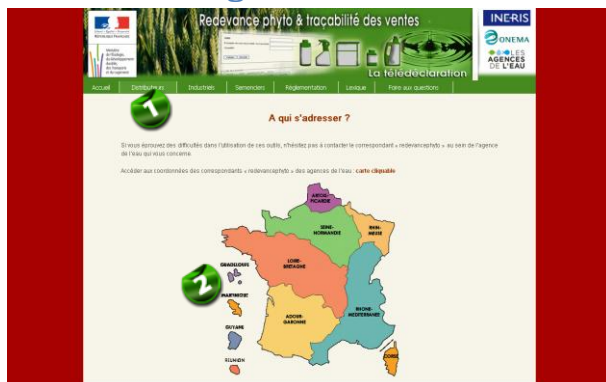 Redevance phyto & traçabilité des ventes
La télédéclaration
INERIS
ONEMA
LES
AGENCES
DE L'EAU
Accueil Distributeurs Industriels Semenciers Réglementation Lexique Foire aux questions
1
A qui s'adresser ?
Si vous éprouvez des difficultés dans l'utilisation de ces outils, n'hésitez pas à contacter le correspondant « redevancephyto » au sein de l'agence
de l'eau qui vous concerne.
Accéder aux coordonnées des correspondants « redevancephyto » des agences de l'eau : carte cliquable
ARTOIS-
PICARDIE
SEINE-
NORMANDIE
RHIN-
MEUSE
LOIRE-
BRETAGNE
GUADELOUPE
2
MARTINIQUE
ADOUR-
GARONNE
RHONE-
MEDITERRANEE
GUYANE
REUNION
CORSE